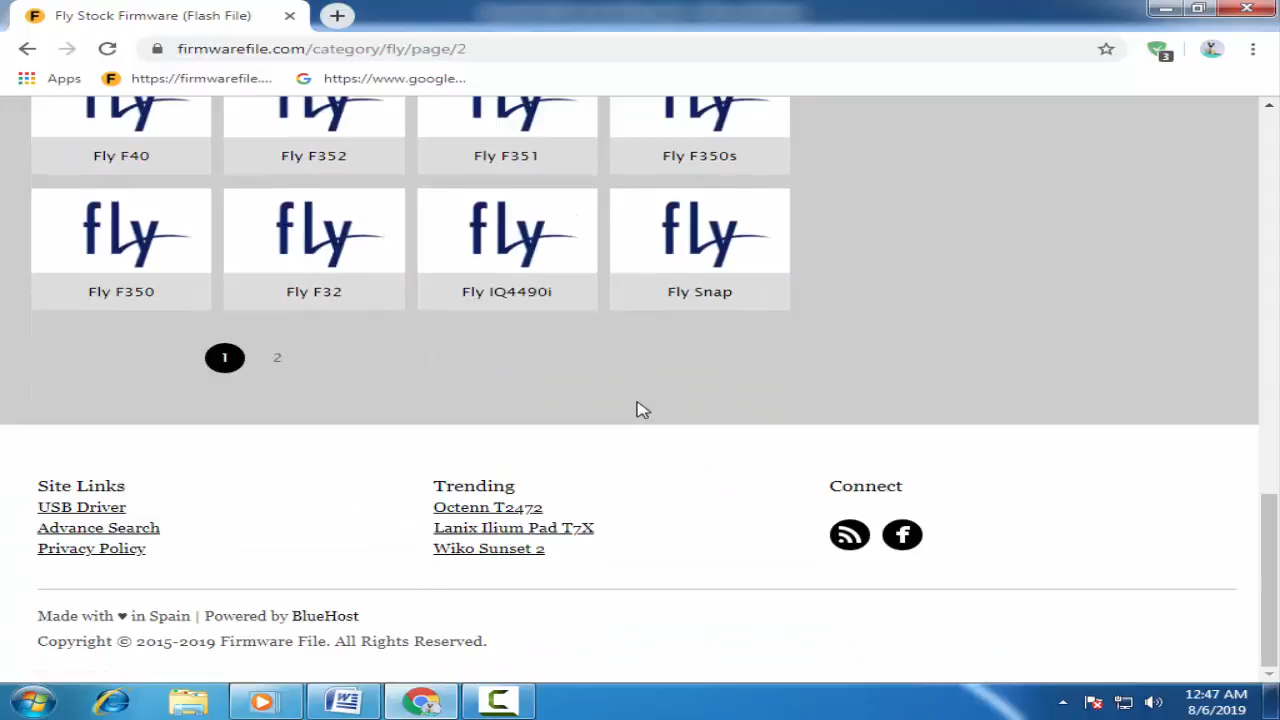 Fly Stock Firmware (Flash File)
firmwarefile.com/category/fly/page/2
3
Apps
F
https://firmwarefile....
G
https://www.google...
fly fly fly fly
Fly F40 Fly F352 Fly F351 Fly F350s
fly fly fly fly
Fly F350 Fly F32 Fly IQ4490i Fly Snap
1 2
Site Links
USB Driver
Advance Search
Privacy Policy
Trending
Octenn T2472
Lanix Ilium Pad T7X
Wiko Sunset 2
Connect
Made with ♥ in Spain | Powered by BlueHost
Copyright © 2015-2019 Firmware File. All Rights Reserved.
12:47 AM
8/6/2019